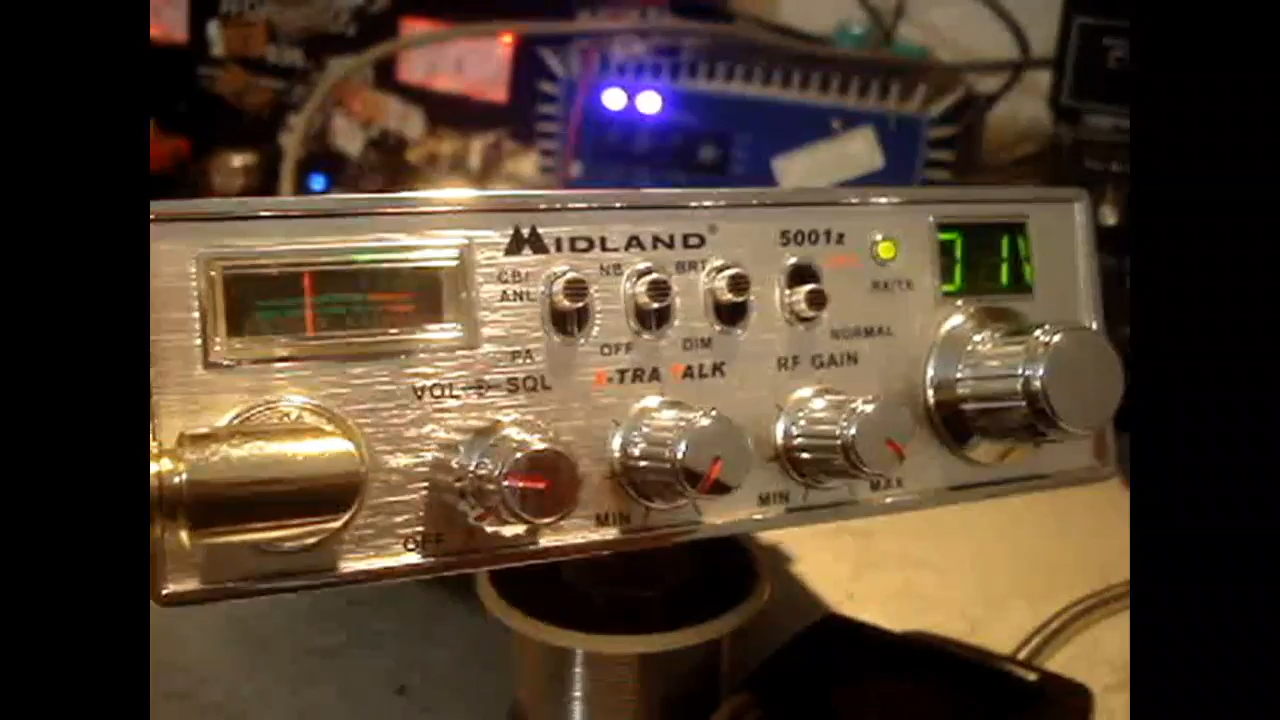 MIDLAND® 5001z
CB/ NB BRT
ANL RX/TX
PA OFF DIM NORMAL
VOL SQL X-TRA TALK RF GAIN
OFF MIN MIN MAX